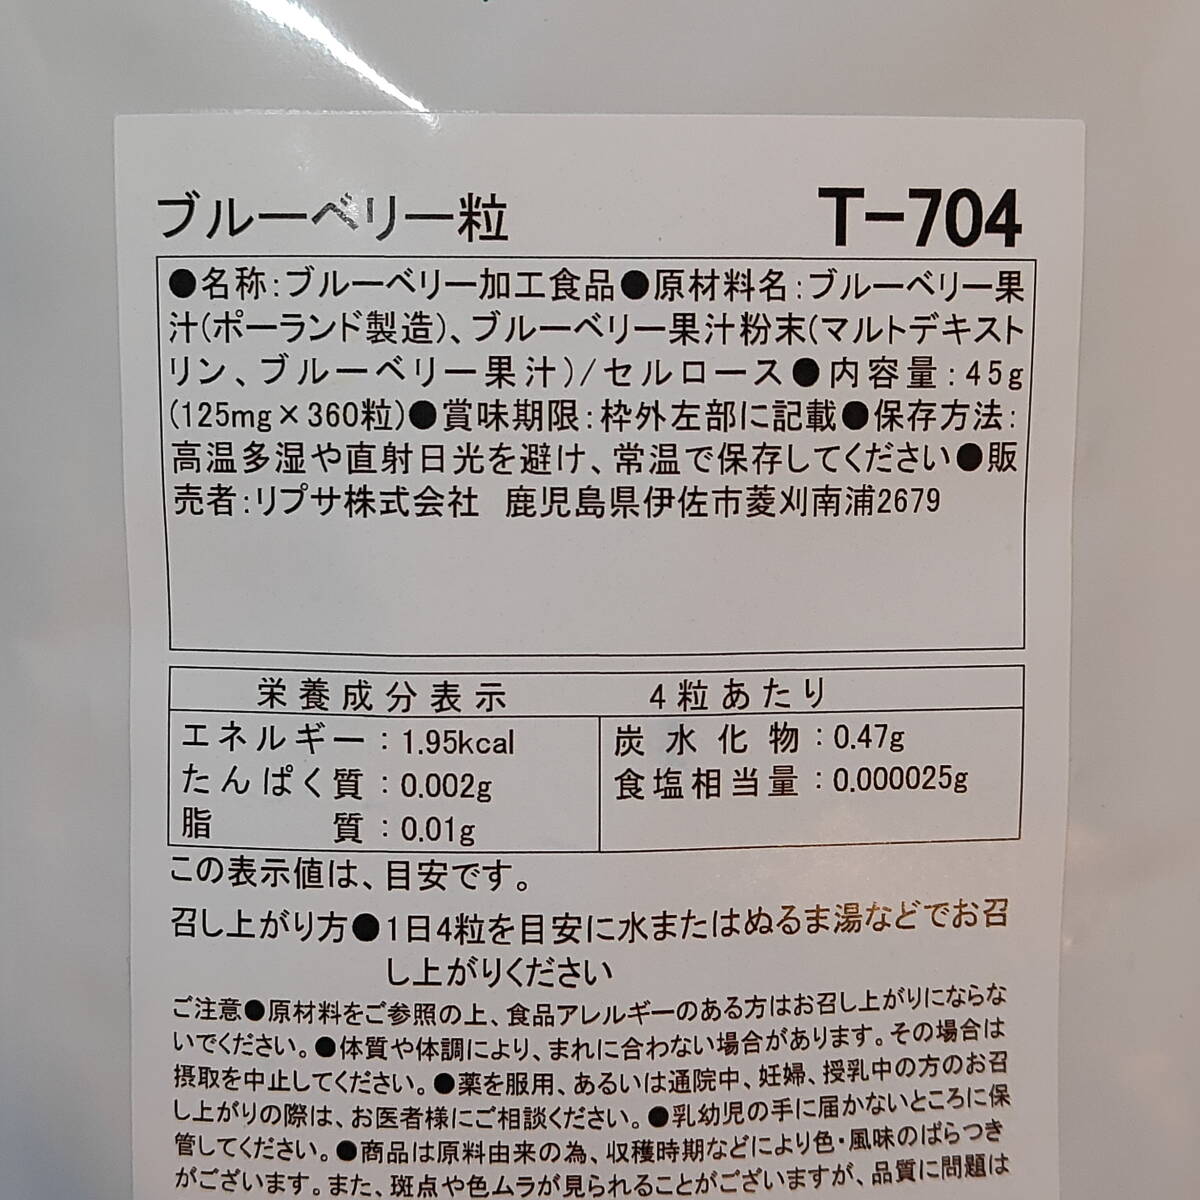 ブルーベリー粒 T-704
●名称:ブルーベリー加工食品●原材料名:ブルーベリー果
汁(ポーランド製造)、ブルーベリー果汁粉末(マルトデキスト
リン、ブルーベリー果汁)/セルロース●内容量:45g
(125mg×360粒)●賞味期限:枠外左部に記載●保存方法:
高温多湿や直射日光を避け、常温で保存してください●販
売者:リプサ株式会社 鹿児島県伊佐市菱刈南浦2679
栄養成分表示 4粒あたり
エネルギー:1.95kcal 炭水化物:0.47g
たんぱく質:0.002g 食塩相当量:0.000025g
脂質:0.01g
この表示値は、目安です。
召し上がり方●1日4粒を目安に水またはぬるま湯などでお召
し上がりください
ご注意●原材料をご参照の上、食品アレルギーのある方はお召し上がりにならな
いでください。●体質や体調により、まれに合わない場合があります。その場合は
摂取を中止してください。●薬を服用、あるいは通院中、妊婦、授乳中の方のお召
し上がりの際は、お医者様にご相談ください。●乳幼児の手に届かないところに保
管してください。●商品は原料由来の為、収穫時期などにより色・風味のばらつき
がございます。また、斑点や色ムラが見られることがございますが、品質に問題は